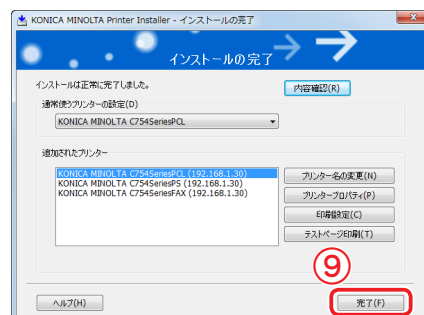 KONICA MINOLTA Printer Installer - インストールの完了
インストールの完了
インストールは正常に完了しました。
内容確認(R)
通常使うプリンターの設定(D)
KONICA MINOLTA C754SeriesPCL
追加されたプリンター
KONICA MINOLTA C754SeriesPCL (192.168.1.30)
KONICA MINOLTA C754SeriesPS (192.168.1.30)
KONICA MINOLTA C754SeriesFAX (192.168.1.30)
プリンター名の変更(N)
プリンタープロパティ(P)
印刷設定(C)
テストページ印刷(T)
⑨
ヘルプ(H)
完了(F)